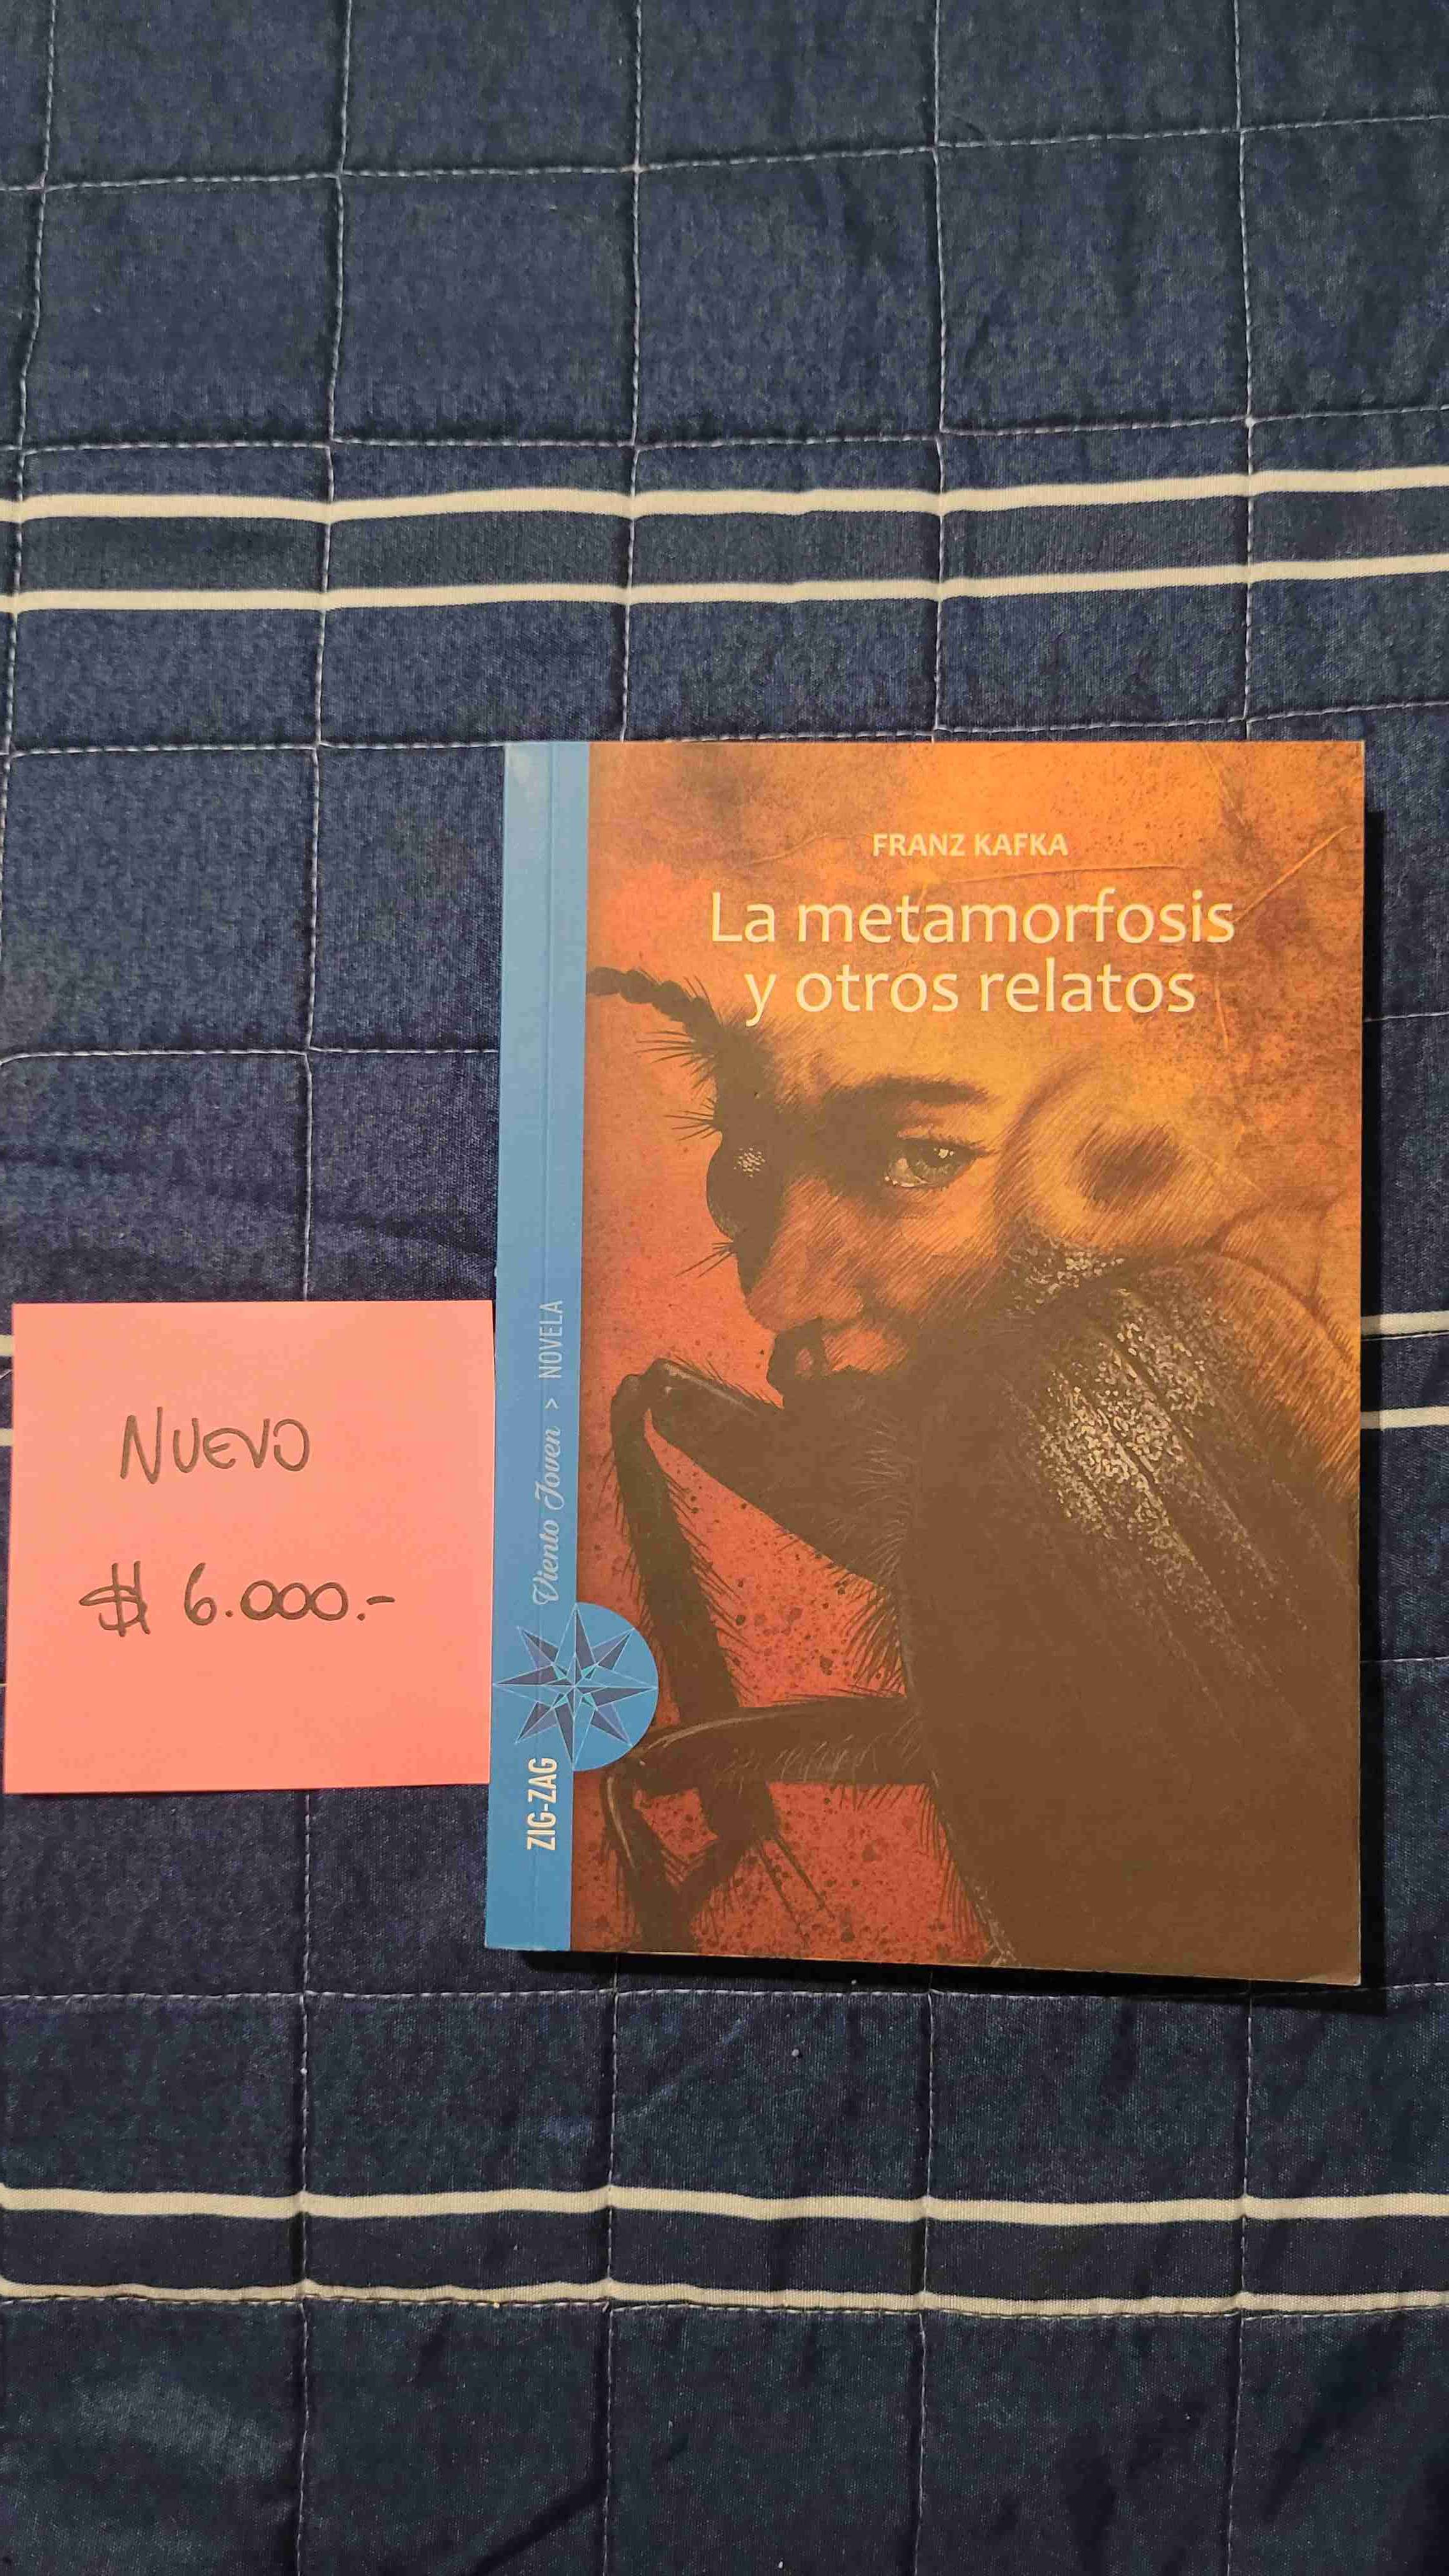 FRANZ KAFKA
La metamorfosis
y otros relatos
Viento Joven > NOVELA
ZIG-ZAG
NUEVO
$ 6.000.-